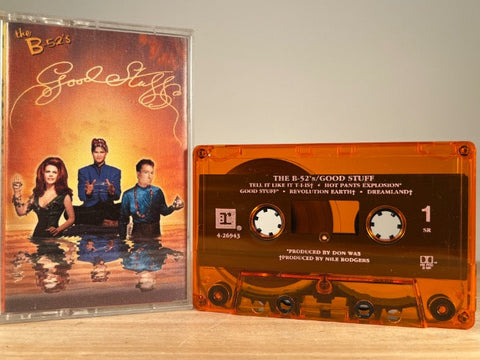 the
B-52's
Good Stuff
THE B-52's/GOOD STUFF
TELL IT LIKE IT T-I-IS† • HOT PANTS EXPLOSION*
GOOD STUFF* • REVOLUTION EARTH† • DREAMLAND†
4-26943
1
SR
*PRODUCED BY DON WAS
†PRODUCED BY NILE RODGERS